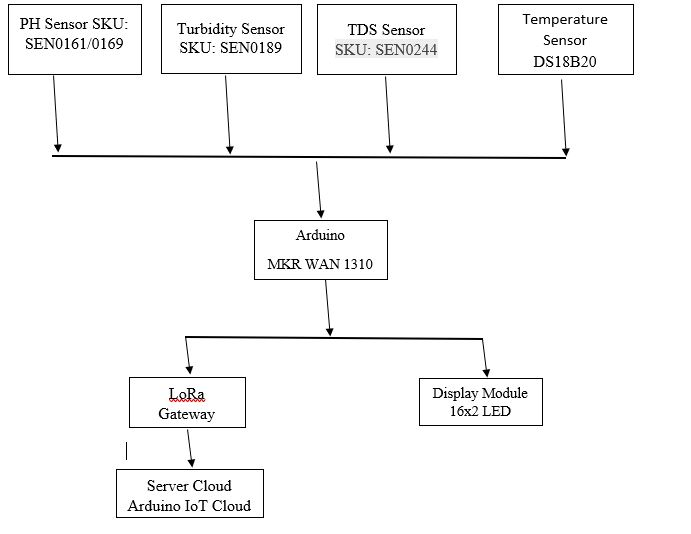 PH Sensor SKU:
SEN0161/0169
Turbidity Sensor
SKU: SEN0189
TDS Sensor
SKU: SEN0244
Temperature
Sensor
DS18B20
Arduino
MKR WAN 1310
LoRa
Gateway
Display Module
16x2 LED
Server Cloud
Arduino IoT Cloud